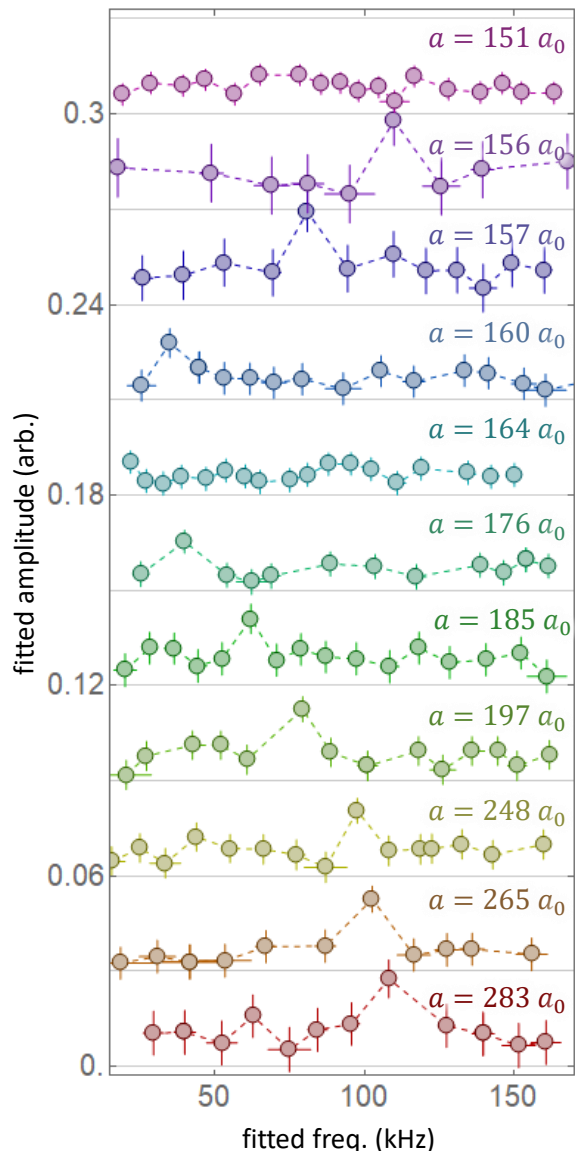 a = 151 a₀
0.3
a = 156 a₀
a = 157 a₀
0.24
a = 160 a₀
a = 164 a₀
0.18
a = 176 a₀
a = 185 a₀
0.12
a = 197 a₀
a = 248 a₀
0.06
a = 265 a₀
a = 283 a₀
0.
fitted amplitude (arb.)
50 100 150
fitted freq. (kHz)